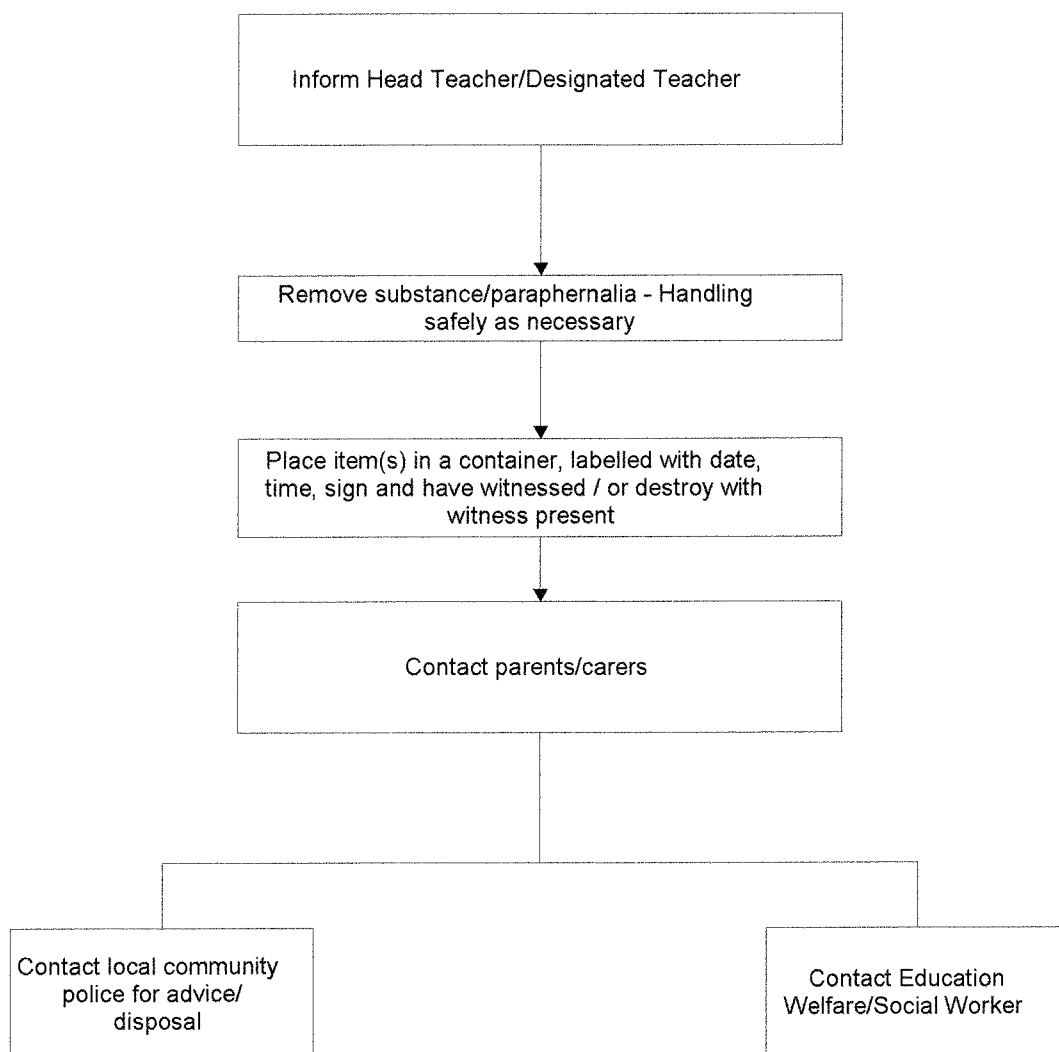 Inform Head Teacher/Designated Teacher
Remove substance/paraphernalia - Handling
safely as necessary
Place item(s) in a container, labelled with date,
time, sign and have witnessed / or destroy with
witness present
Contact parents/carers
Contact local community
police for advice/
disposal
Contact Education
Welfare/Social Worker